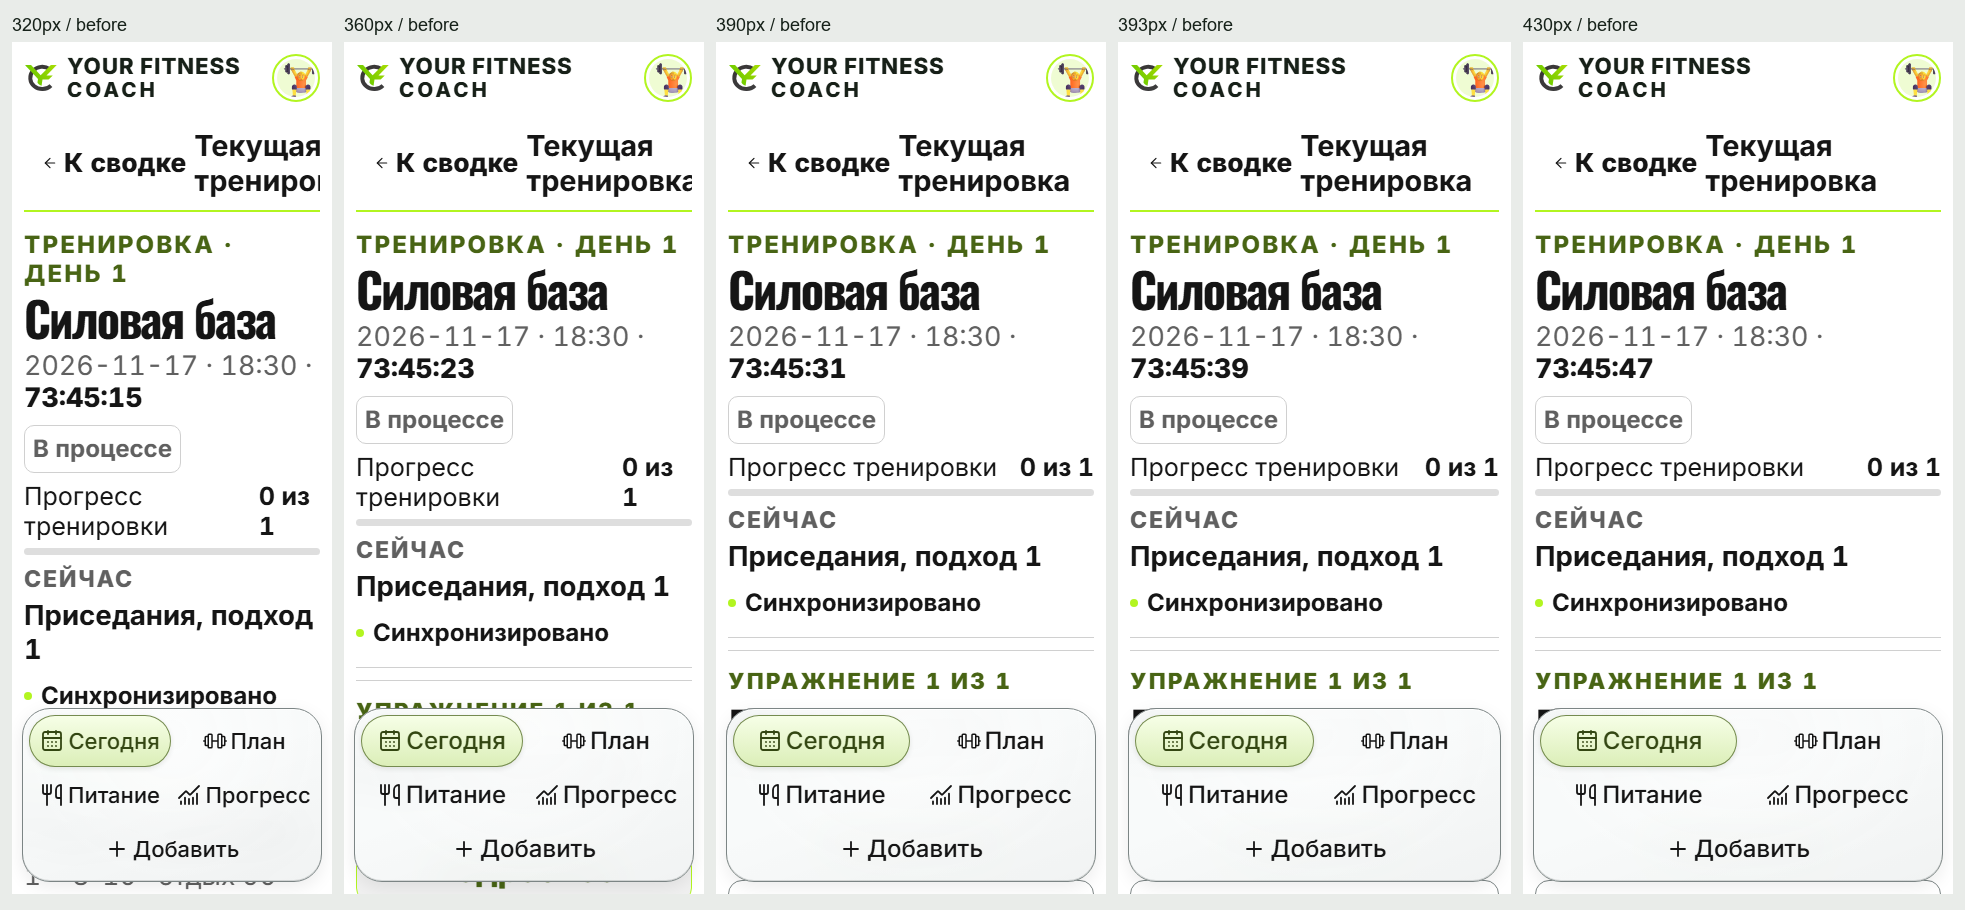 320px / before
YOUR FITNESS
COACH
← К сводке
Текущая
трениро
ТРЕНИРОВКА ·
ДЕНЬ 1
Силовая база
2026-11-17 · 18:30 ·
73:45:15
В процессе
Прогресс
тренировки
0 из
1
СЕЙЧАС
Приседания, подход
1
Синхронизировано
Сегодня
План
Питание
Прогресс
+ Добавить
360px / before
YOUR FITNESS
COACH
← К сводке
Текущая
тренировка
ТРЕНИРОВКА · ДЕНЬ 1
Силовая база
2026-11-17 · 18:30 ·
73:45:23
В процессе
Прогресс
тренировки
0 из
1
СЕЙЧАС
Приседания, подход 1
Синхронизировано
УПРАЖНЕНИЕ 1 ИЗ 1
Сегодня
План
Питание
Прогресс
+ Добавить
390px / before
YOUR FITNESS
COACH
← К сводке
Текущая
тренировка
ТРЕНИРОВКА · ДЕНЬ 1
Силовая база
2026-11-17 · 18:30 ·
73:45:31
В процессе
Прогресс тренировки
0 из 1
СЕЙЧАС
Приседания, подход 1
Синхронизировано
УПРАЖНЕНИЕ 1 ИЗ 1
Сегодня
План
Питание
Прогресс
+ Добавить
393px / before
YOUR FITNESS
COACH
← К сводке
Текущая
тренировка
ТРЕНИРОВКА · ДЕНЬ 1
Силовая база
2026-11-17 · 18:30 ·
73:45:39
В процессе
Прогресс тренировки
0 из 1
СЕЙЧАС
Приседания, подход 1
Синхронизировано
УПРАЖНЕНИЕ 1 ИЗ 1
Сегодня
План
Питание
Прогресс
+ Добавить
430px / before
YOUR FITNESS
COACH
← К сводке
Текущая
тренировка
ТРЕНИРОВКА · ДЕНЬ 1
Силовая база
2026-11-17 · 18:30 ·
73:45:47
В процессе
Прогресс тренировки
0 из 1
СЕЙЧАС
Приседания, подход 1
Синхронизировано
УПРАЖНЕНИЕ 1 ИЗ 1
Сегодня
План
Питание
Прогресс
+ Добавить